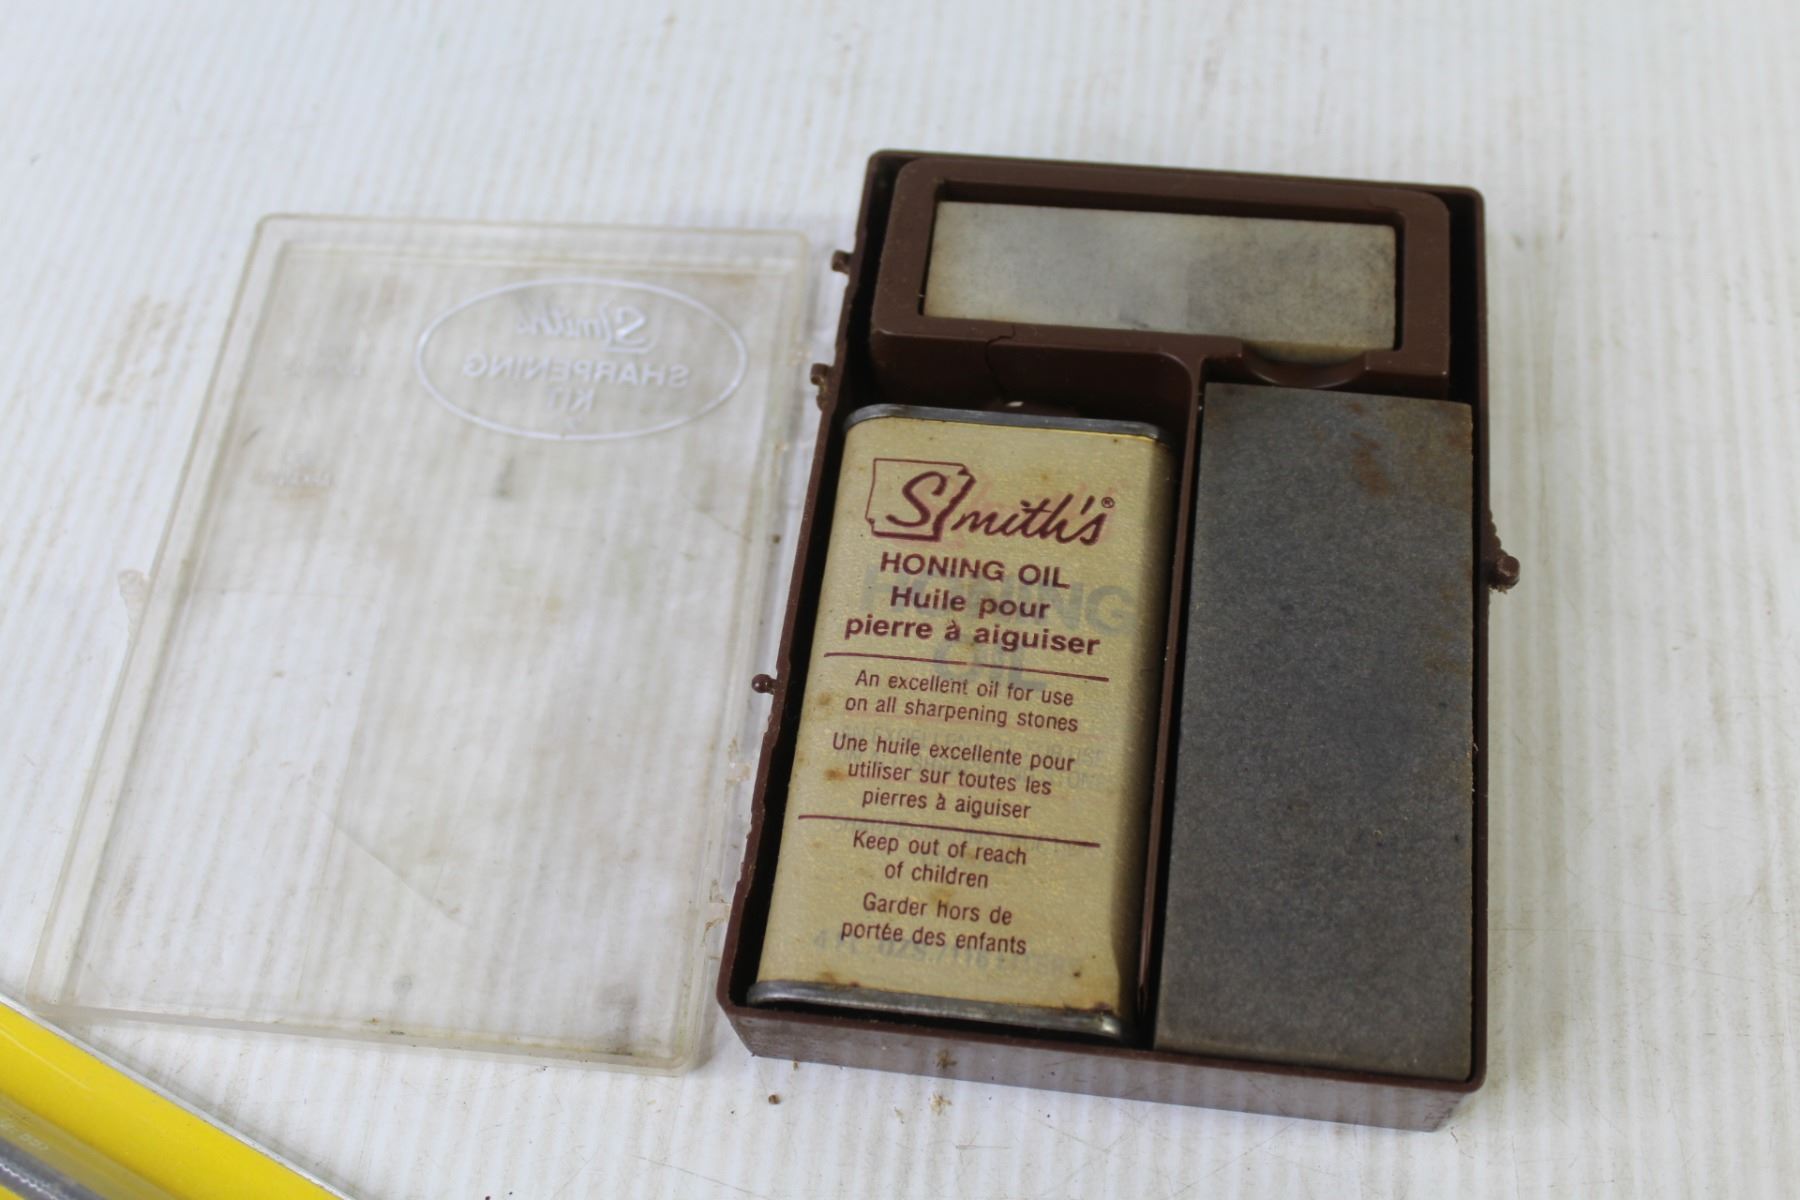 Smith's
SHARPENING
KIT
Smith's®
HONING OIL
Huile pour
pierre à aiguiser
An excellent oil for use
on all sharpening stones
Une huile excellente pour
utiliser sur toutes les
pierres à aiguiser
Keep out of reach
of children
Garder hors de
portée des enfants
HONING
OIL